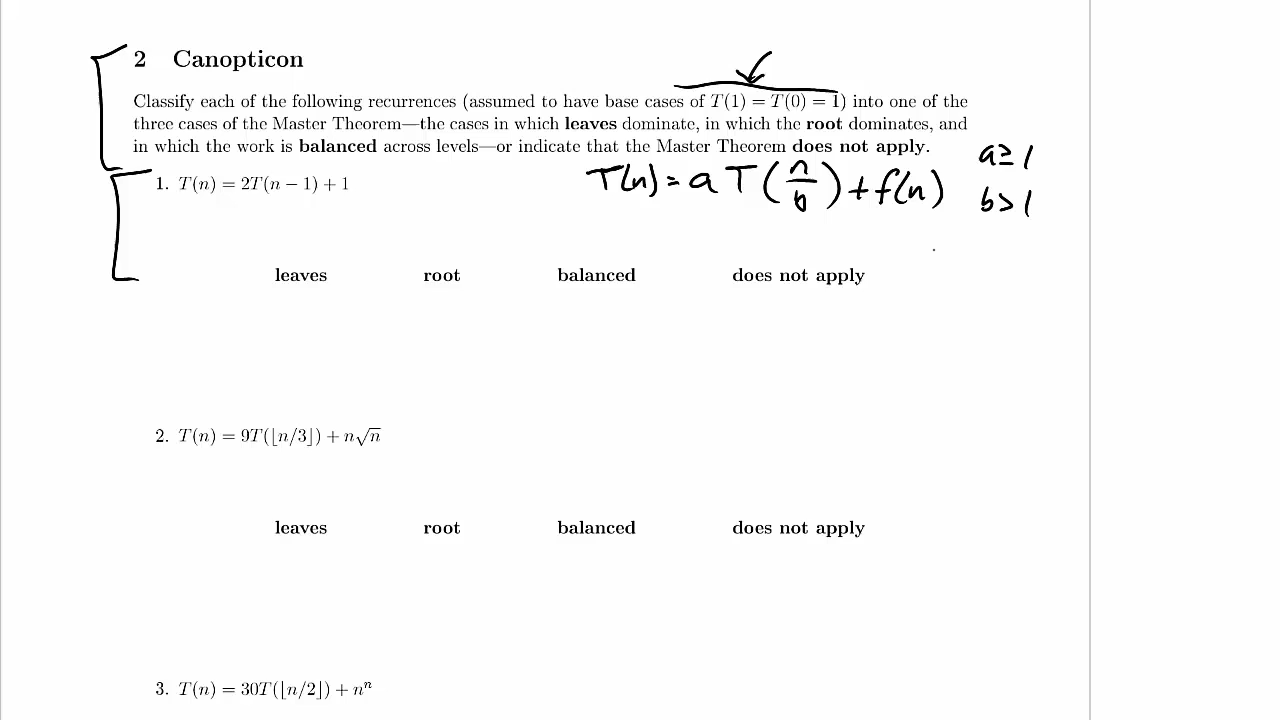 2 Canopticon
Classify each of the following recurrences (assumed to have base cases of T(1) = T(0) = 1) into one of the
three cases of the Master Theorem—the cases in which leaves dominate, in which the root dominates, and
in which the work is balanced across levels—or indicate that the Master Theorem does not apply.
1. T(n) = 2T(n − 1) + 1
T(n) = a T(n/b) + f(n)
a ≥ 1
b > 1
leaves root balanced does not apply
2. T(n) = 9T(⌊n/3⌋) + n√n
leaves root balanced does not apply
3. T(n) = 30T(⌊n/2⌋) + nⁿ